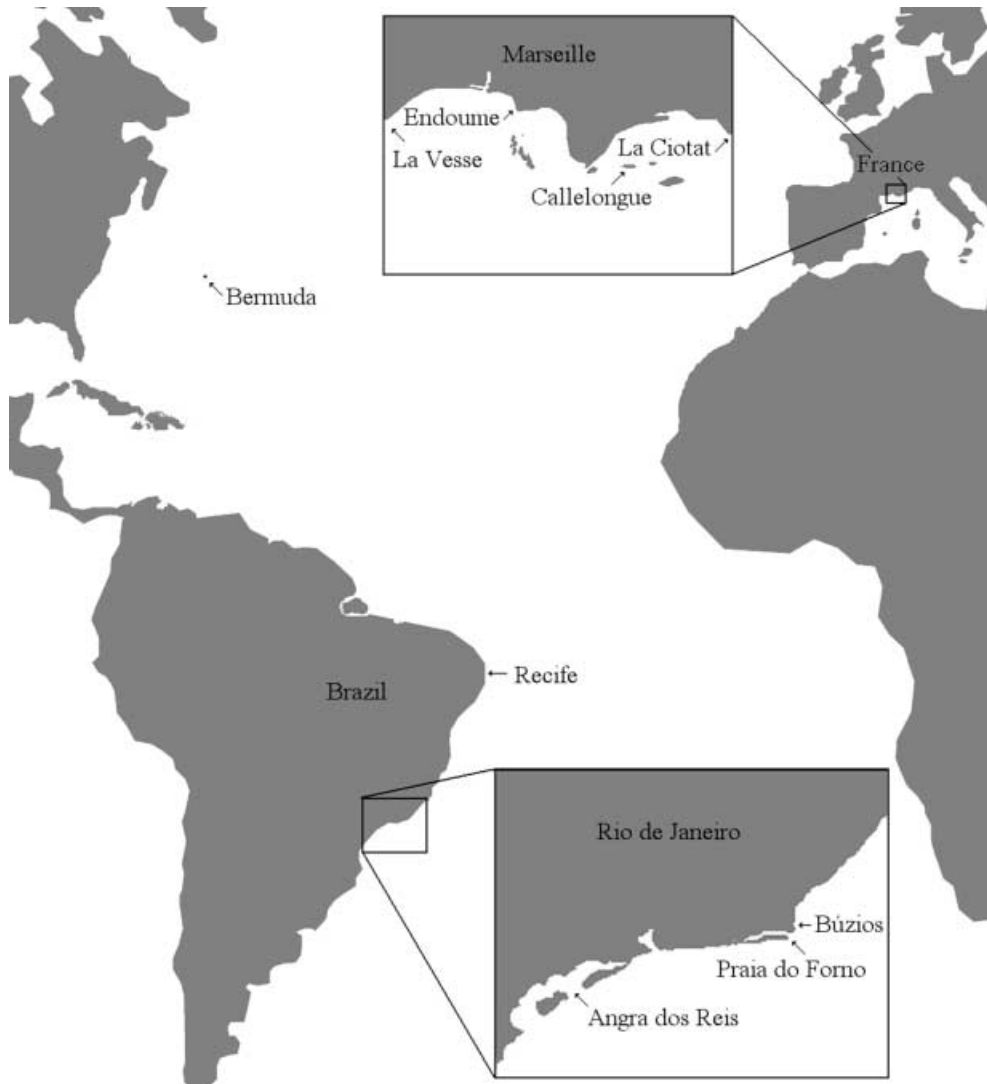 Marseille
Endoume
La Vesse
La Ciotat
Callelongue
France
Bermuda
Recife
Brazil
Rio de Janeiro
Búzios
Praia do Forno
Angra dos Reis